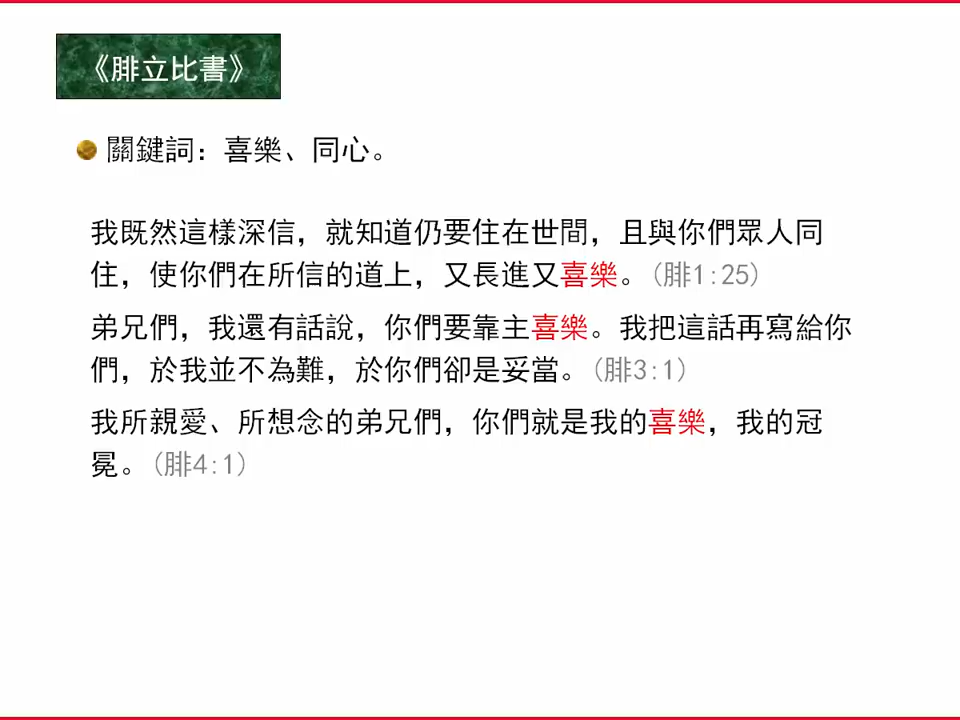 《腓立比書》
關鍵詞：喜樂、同心。
我既然這樣深信，就知道仍要住在世間，且與你們眾人同
住，使你們在所信的道上，又長進又喜樂。(腓1:25)
弟兄們，我還有話說，你們要靠主喜樂。我把這話再寫給你
們，於我並不為難，於你們卻是妥當。(腓3:1)
我所親愛、所想念的弟兄們，你們就是我的喜樂，我的冠
冕。(腓4:1)